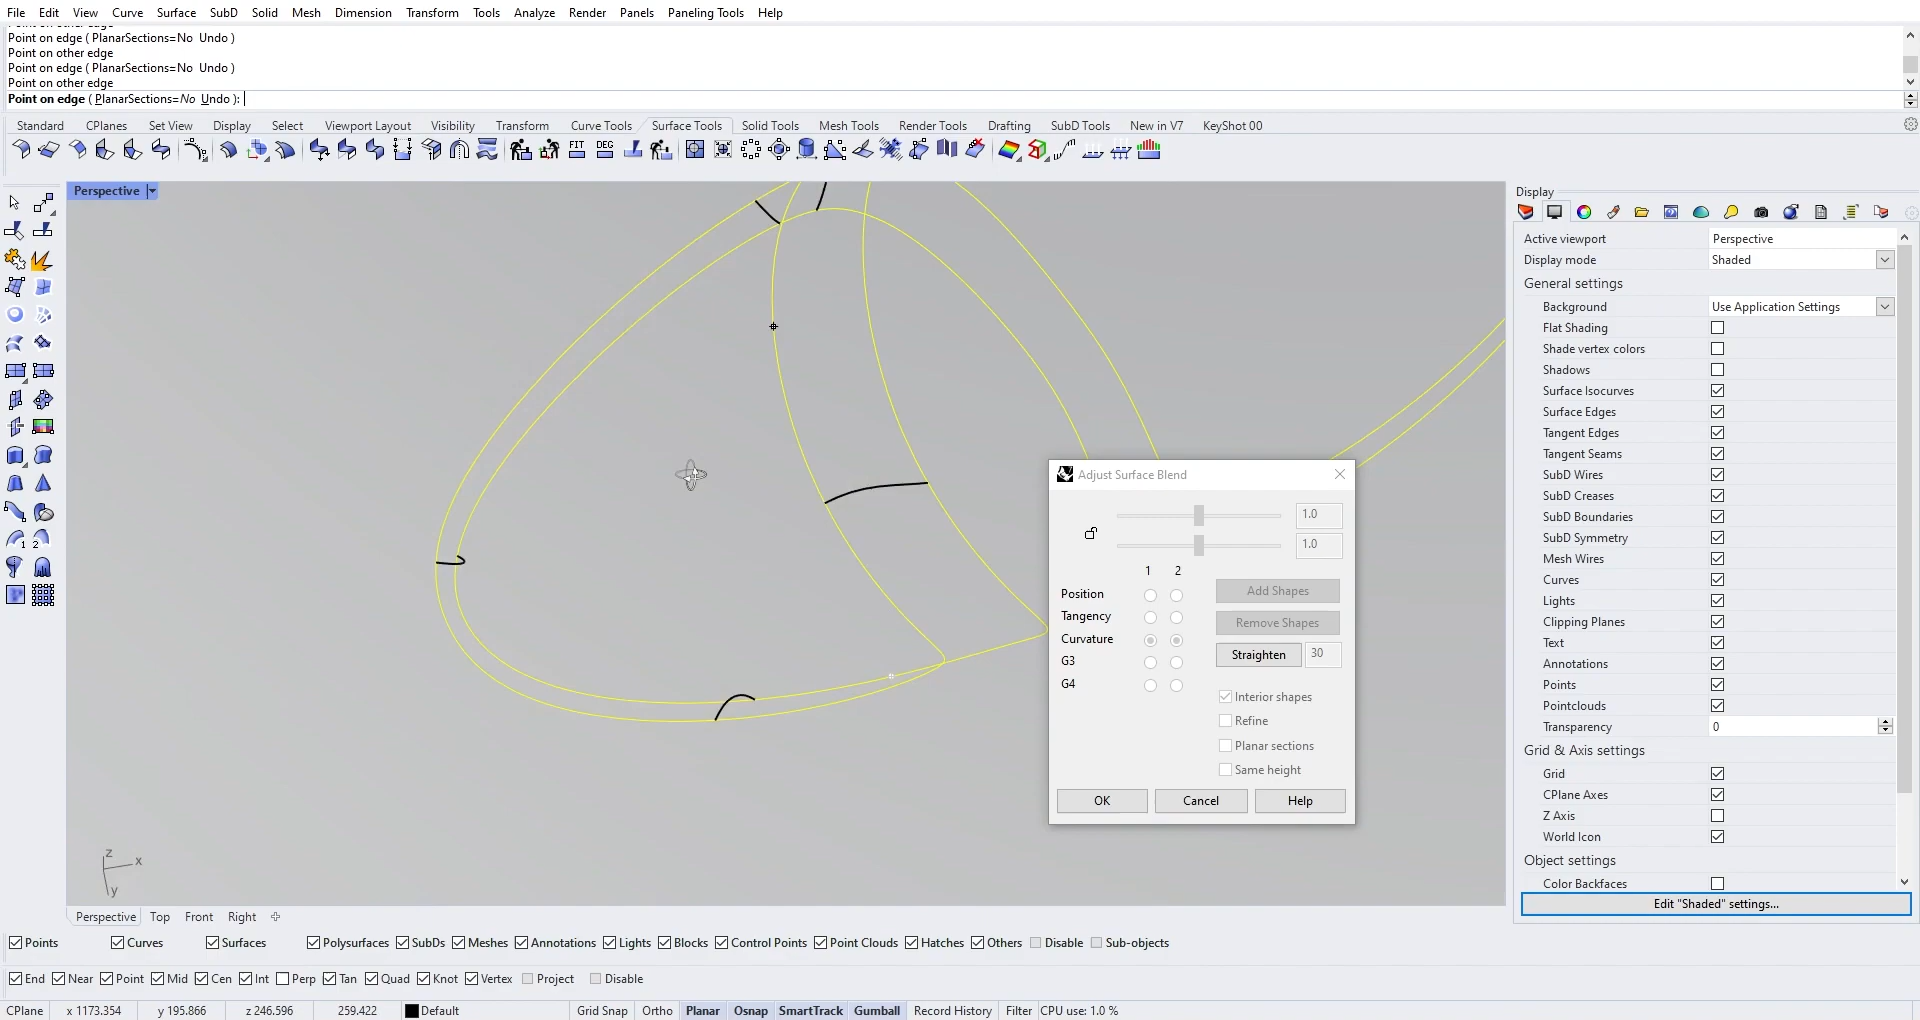 File Edit View Curve Surface SubD Solid Mesh Dimension Transform Tools Analyze Render Panels Paneling Tools Help
Point on edge ( PlanarSections=No Undo )
Point on other edge
Point on edge ( PlanarSections=No Undo )
Point on other edge
Point on edge ( PlanarSections=No Undo ):
Standard CPlanes Set View Display Select Viewport Layout Visibility Transform Curve Tools Surface Tools Solid Tools Mesh Tools Render Tools Drafting SubD Tools New in V7 KeyShot 00
FIT DEG
Perspective
Display
Active viewport Perspective
Display mode Shaded
General settings
Background Use Application Settings
Flat Shading
Shade vertex colors
Shadows
Surface Isocurves
Surface Edges
Tangent Edges
Tangent Seams
SubD Wires
SubD Creases
SubD Boundaries
SubD Symmetry
Mesh Wires
Curves
Lights
Clipping Planes
Text
Annotations
Points
Pointclouds
Transparency 0
Grid & Axis settings
Grid
CPlane Axes
Z Axis
World Icon
Object settings
Color Backfaces
Edit "Shaded" settings...
Adjust Surface Blend
1.0
1.0
1 2
Position
Tangency
Curvature
G3
G4
Add Shapes
Remove Shapes
Straighten 30
Interior shapes
Refine
Planar sections
Same height
OK Cancel Help
1 2
z
x
y
Perspective Top Front Right
Points Curves Surfaces Polysurfaces SubDs Meshes Annotations Lights Blocks Control Points Point Clouds Hatches Others Disable Sub-objects
End Near Point Mid Cen Int Perp Tan Quad Knot Vertex Project Disable
CPlane x 1173.354 y 195.866 z 246.596 259.422 Default Grid Snap Ortho Planar Osnap SmartTrack Gumball Record History Filter CPU use: 1.0 %